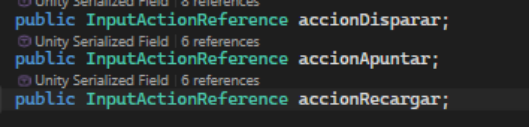 Unity Serialized Field | 8 references
public InputActionReference accionDisparar;
Unity Serialized Field | 6 references
public InputActionReference accionApuntar;
Unity Serialized Field | 6 references
public InputActionReference accionRecargar;